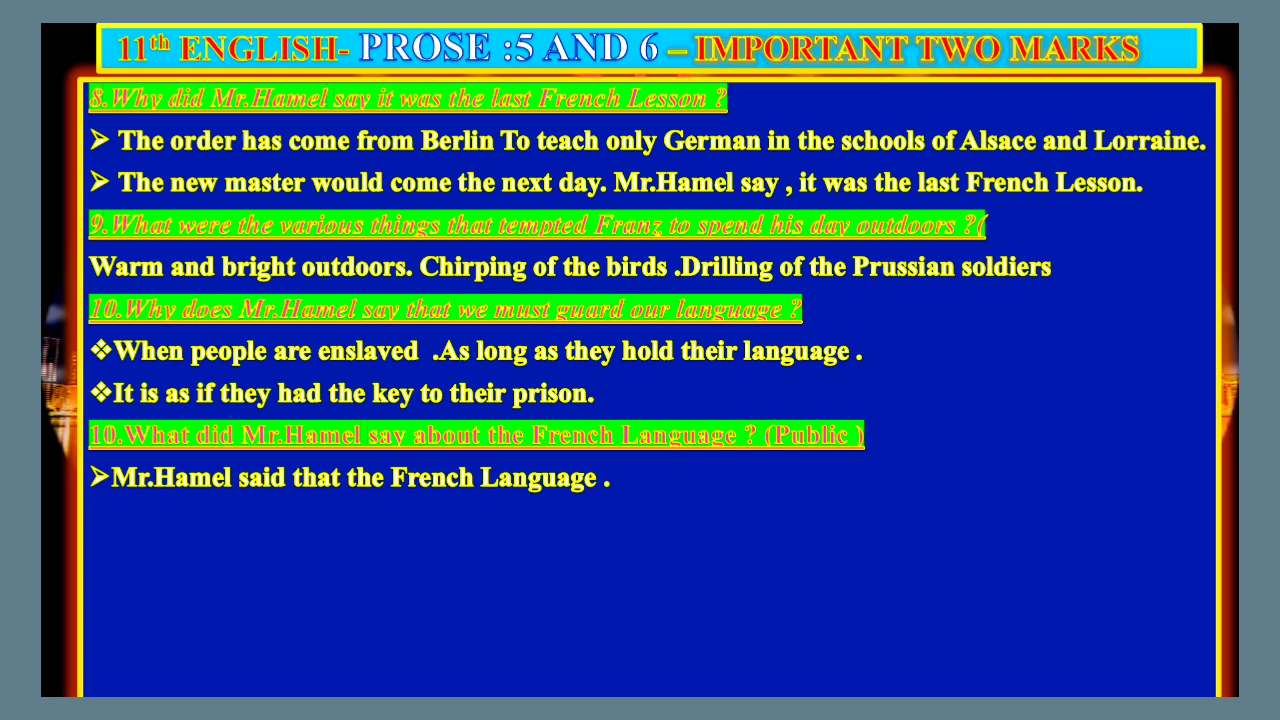 11th ENGLISH- PROSE :5 AND 6 – IMPORTANT TWO MARKS
8.Why did Mr.Hamel say it was the last French Lesson ?
➢ The order has come from Berlin To teach only German in the schools of Alsace and Lorraine.
➢ The new master would come the next day. Mr.Hamel say , it was the last French Lesson.
9.What were the various things that tempted Franz to spend his day outdoors ?(
Warm and bright outdoors. Chirping of the birds .Drilling of the Prussian soldiers
10.Why does Mr.Hamel say that we must guard our language ?
❖When people are enslaved .As long as they hold their language .
❖It is as if they had the key to their prison.
10.What did Mr.Hamel say about the French Language ? (Public )
➢Mr.Hamel said that the French Language .